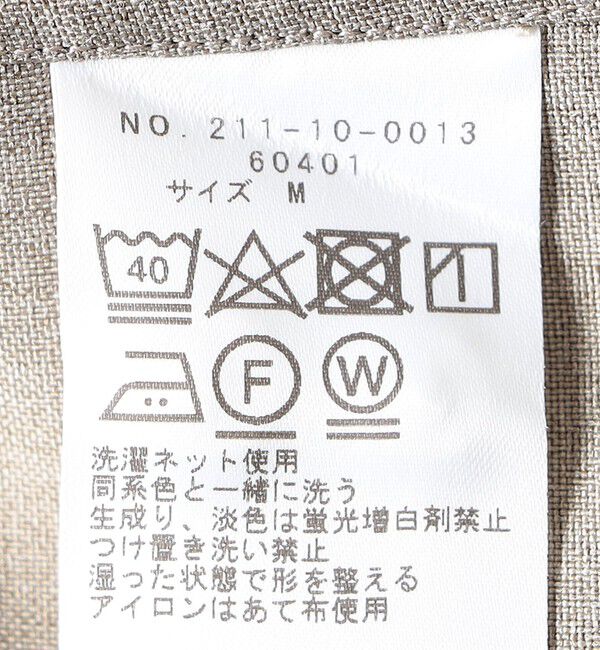 NO. 211-10-0013
60401
サイズ M
40
F W
洗濯ネット使用
同系色と一緒に洗う
生成り、淡色は蛍光増白剤禁止
つけ置き洗い禁止
湿った状態で形を整える
アイロンはあて布使用